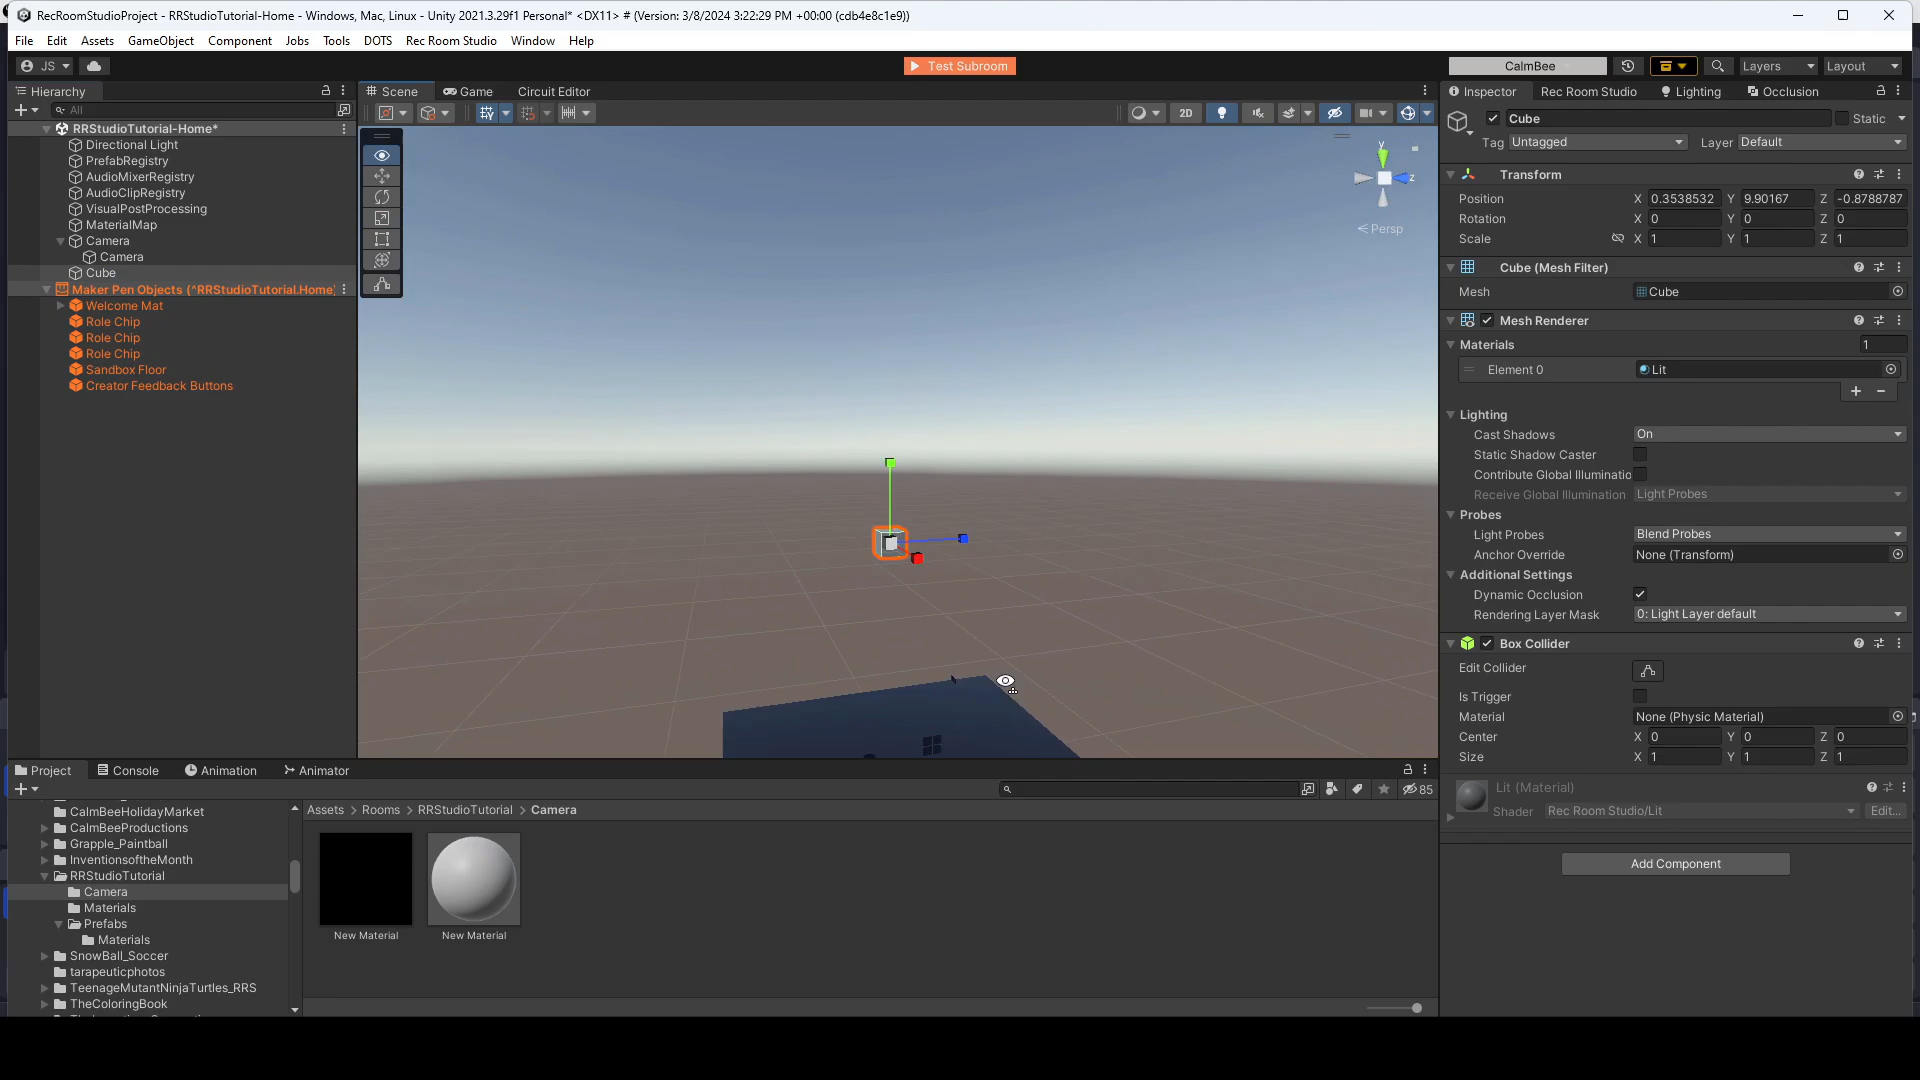 RecRoomStudioProject - RRStudioTutorial-Home - Windows, Mac, Linux - Unity 2021.3.29f1 Personal* <DX11> # (Version: 3/8/2024 3:22:29 PM +00:00 (cdb4e8c1e9))
File Edit Assets GameObject Component Jobs Tools DOTS Rec Room Studio Window Help
JS Test Subroom CalmBee Layers Layout
Hierarchy
All
RRStudioTutorial-Home*
Directional Light
PrefabRegistry
AudioMixerRegistry
AudioClipRegistry
VisualPostProcessing
MaterialMap
Camera
Camera
Cube
Maker Pen Objects (^RRStudioTutorial.Home)
Welcome Mat
Role Chip
Role Chip
Role Chip
Sandbox Floor
Creator Feedback Buttons
Scene Game Circuit Editor
2D
y
z
Persp
Inspector Rec Room Studio Lighting Occlusion
Cube Static
Tag Untagged Layer Default
Transform
Position X 0.3538532 Y 9.90167 Z -0.8788787
Rotation X 0 Y 0 Z 0
Scale X 1 Y 1 Z 1
Cube (Mesh Filter)
Mesh Cube
Mesh Renderer
Materials 1
Element 0 Lit
Lighting
Cast Shadows On
Static Shadow Caster
Contribute Global Illuminatio
Receive Global Illumination Light Probes
Probes
Light Probes Blend Probes
Anchor Override None (Transform)
Additional Settings
Dynamic Occlusion
Rendering Layer Mask 0: Light Layer default
Box Collider
Edit Collider
Is Trigger
Material None (Physic Material)
Center X 0 Y 0 Z 0
Size X 1 Y 1 Z 1
Lit (Material)
Shader Rec Room Studio/Lit Edit...
Add Component
Project Console Animation Animator
85
CalmBeeHolidayMarket
CalmBeeProductions
Grapple_Paintball
InventionsoftheMonth
RRStudioTutorial
Camera
Materials
Prefabs
Materials
SnowBall_Soccer
tarapeuticphotos
TeenageMutantNinjaTurtles_RRS
TheColoringBook
Assets > Rooms > RRStudioTutorial > Camera
New Material New Material